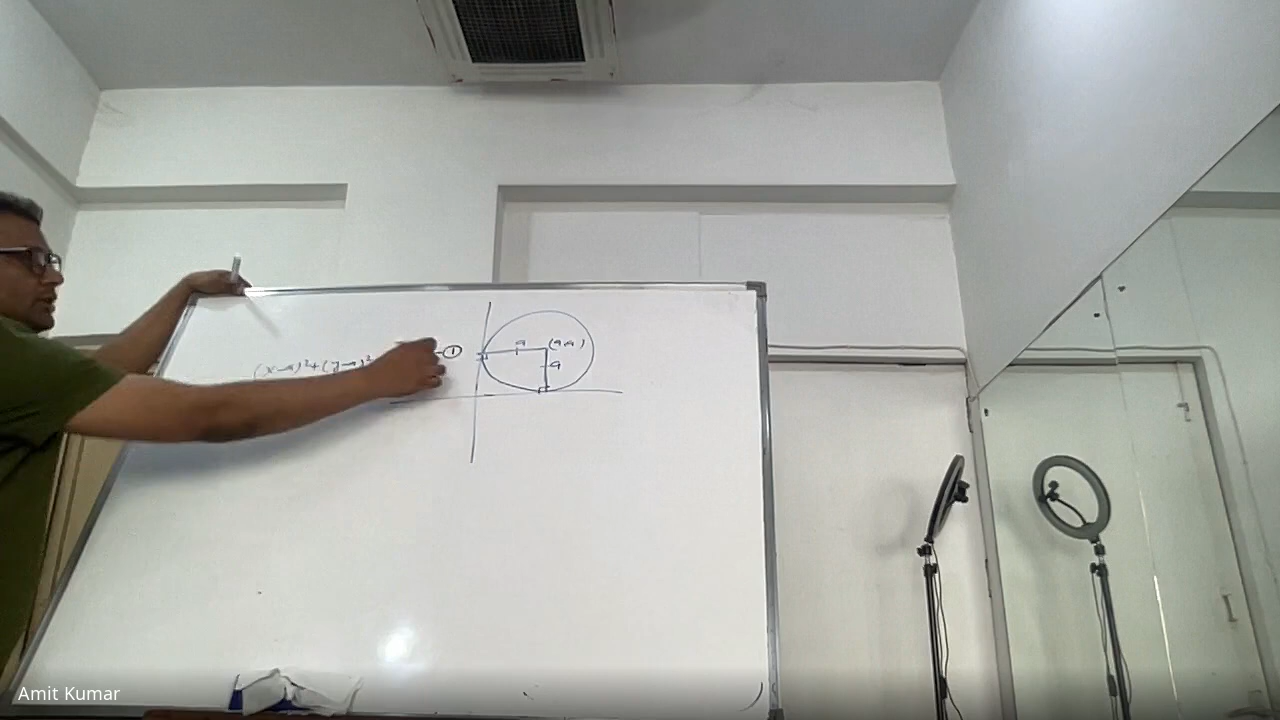 (x-a)²+(y-a)²
①
a
(a,a)
a
Amit Kumar